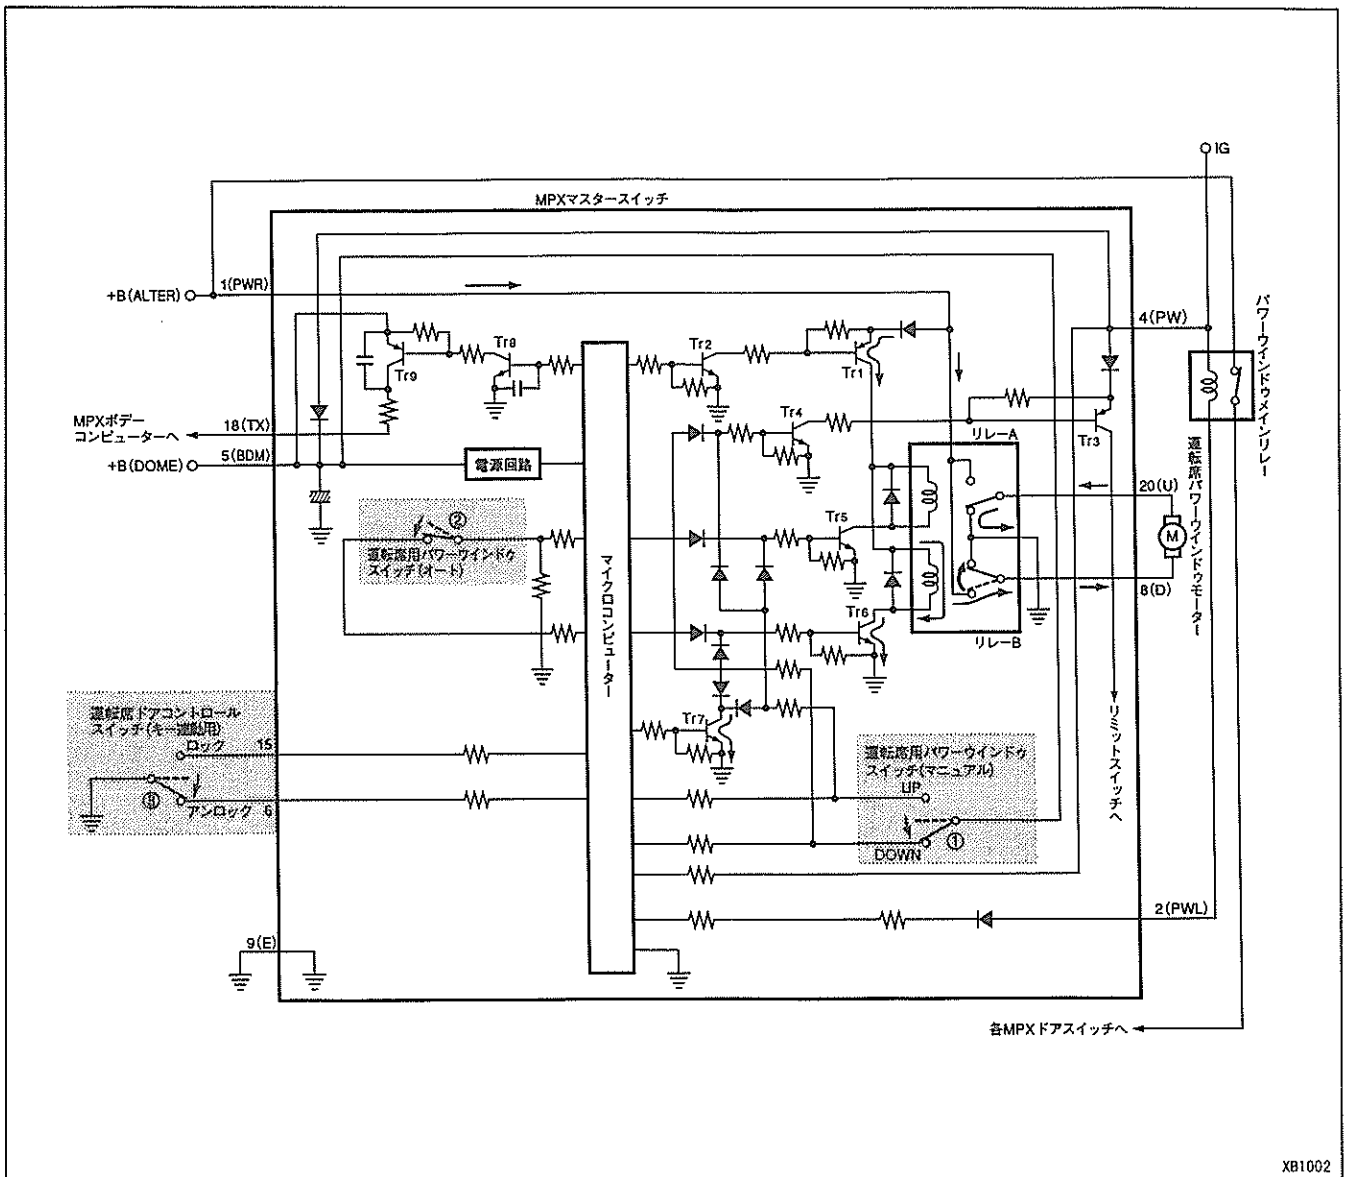 IG
MPXマスタースイッチ
+B(ALTER)
1(PWR)
4(PW)
パワーウインドゥメインリレー
Tr8
Tr9
Tr2
Tr1
MPXボデー
コンピューターへ
18(TX)
+B(DOME)
5(BDM)
電源回路
Tr4
Tr3
リレーA
20(U)
運転席パワーウインドゥモーター
M
8(D)
②
運転席用パワーウインドゥ
スイッチ(オート)
マイクロコンピューター
Tr5
Tr6
リレーB
運転席ドアコントロール
スイッチ(キー連動用)
ロック 15
③
アンロック 6
Tr7
運転席用パワーウインドゥ
スイッチ(マニュアル)
UP
DOWN
①
リミットスイッチへ
2(PWL)
9(E)
各MPXドアスイッチへ
XB1002